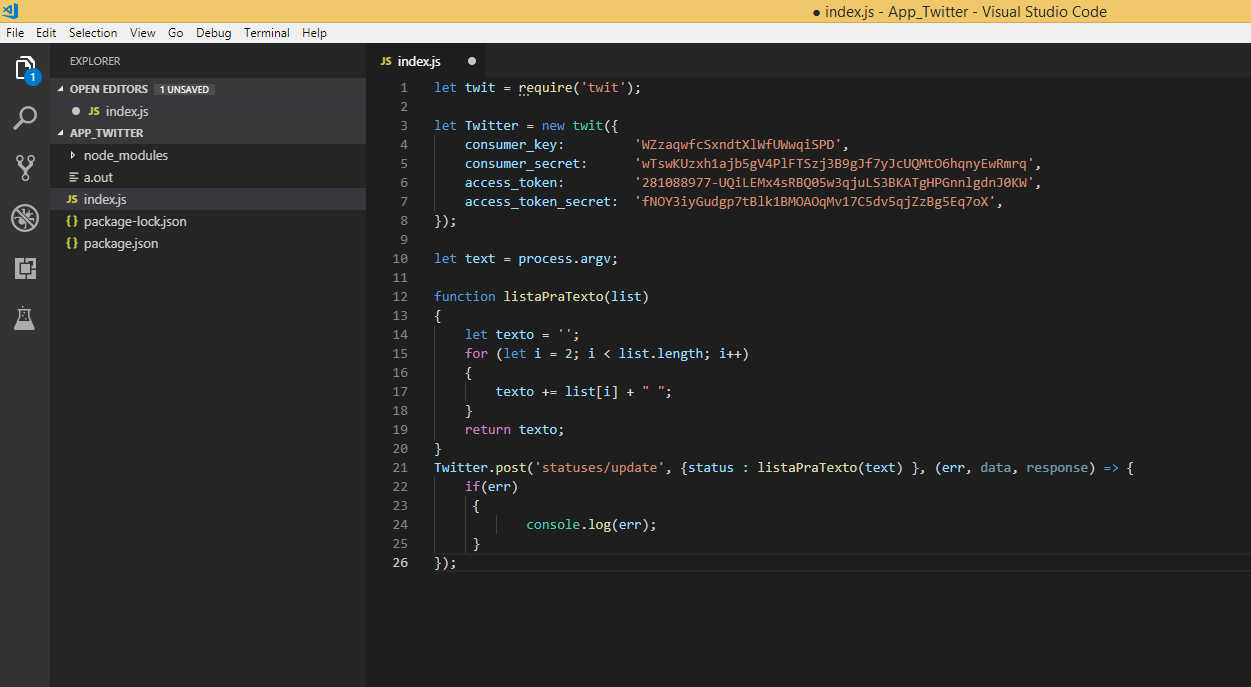 ● index.js - App_Twitter - Visual Studio Code
File Edit Selection View Go Debug Terminal Help
1
EXPLORER
OPEN EDITORS 1 UNSAVED
JS index.js
APP_TWITTER
node_modules
a.out
JS index.js
{} package-lock.json
{} package.json
JS index.js ●
1 let twit = require('twit');
2
3 let Twitter = new twit({
4 consumer_key: 'WZzaqwfcSxndtXlWfUWwqiSPD',
5 consumer_secret: 'wTswKUzxh1ajb5gV4PlFTSzj3B9gJf7yJcUQMtO6hqnyEwRmrq',
6 access_token: '281088977-UQiLEMx4sRBQ05w3qjuLS3BKATgHPGnnlgdnJ0KW',
7 access_token_secret: 'fNOY3iyGudgp7tBlk1BMOAOqMv17C5dv5qjZzBg5Eq7oX',
8 });
9
10 let text = process.argv;
11
12 function listaPraTexto(list)
13 {
14 let texto = '';
15 for (let i = 2; i < list.length; i++)
16 {
17 texto += list[i] + " ";
18 }
19 return texto;
20 }
21 Twitter.post('statuses/update', {status : listaPraTexto(text) }, (err, data, response) => {
22 if(err)
23 {
24 console.log(err);
25 }
26 });